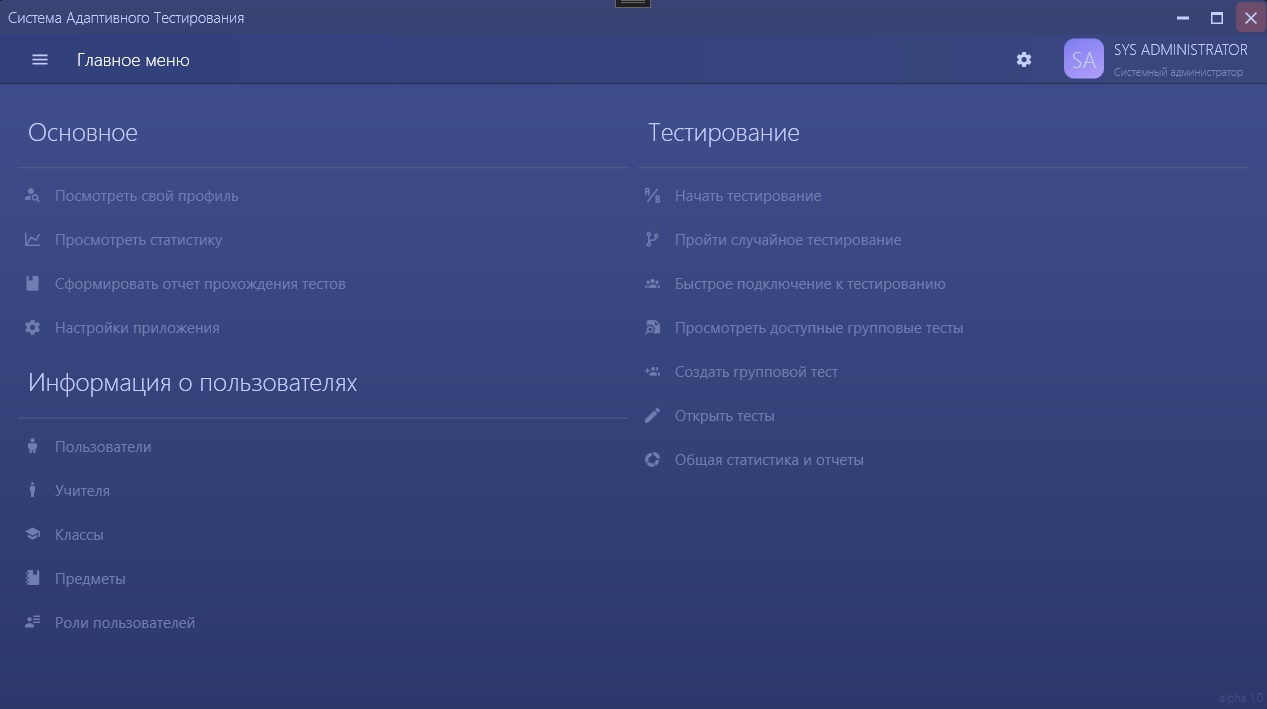 Система Адаптивного Тестирования
Главное меню
SA
SYS ADMINISTRATOR
Системный администратор
Основное
Посмотреть свой профиль
Просмотреть статистику
Сформировать отчет прохождения тестов
Настройки приложения
Информация о пользователях
Пользователи
Учителя
Классы
Предметы
Роли пользователей
Тестирование
Начать тестирование
Пройти случайное тестирование
Быстрое подключение к тестированию
Просмотреть доступные групповые тесты
Создать групповой тест
Открыть тесты
Общая статистика и отчеты
alpha 1.0